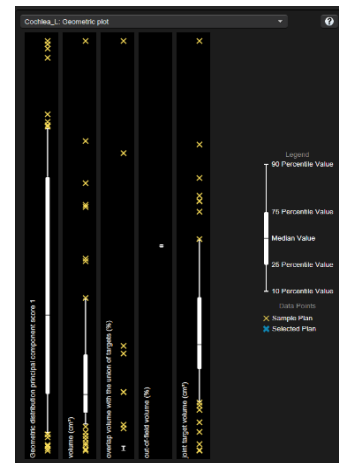 Cochlea_L: Geometric plot
?
Geometric distribution principal component score 1
volume (cm³)
overlap volume with the union of targets (%)
out-of-field volume (%)
joint target volume (cm³)
Legend
90 Percentile Value
75 Percentile Value
Median Value
25 Percentile Value
10 Percentile Value
Data Points
Sample Plan
Selected Plan